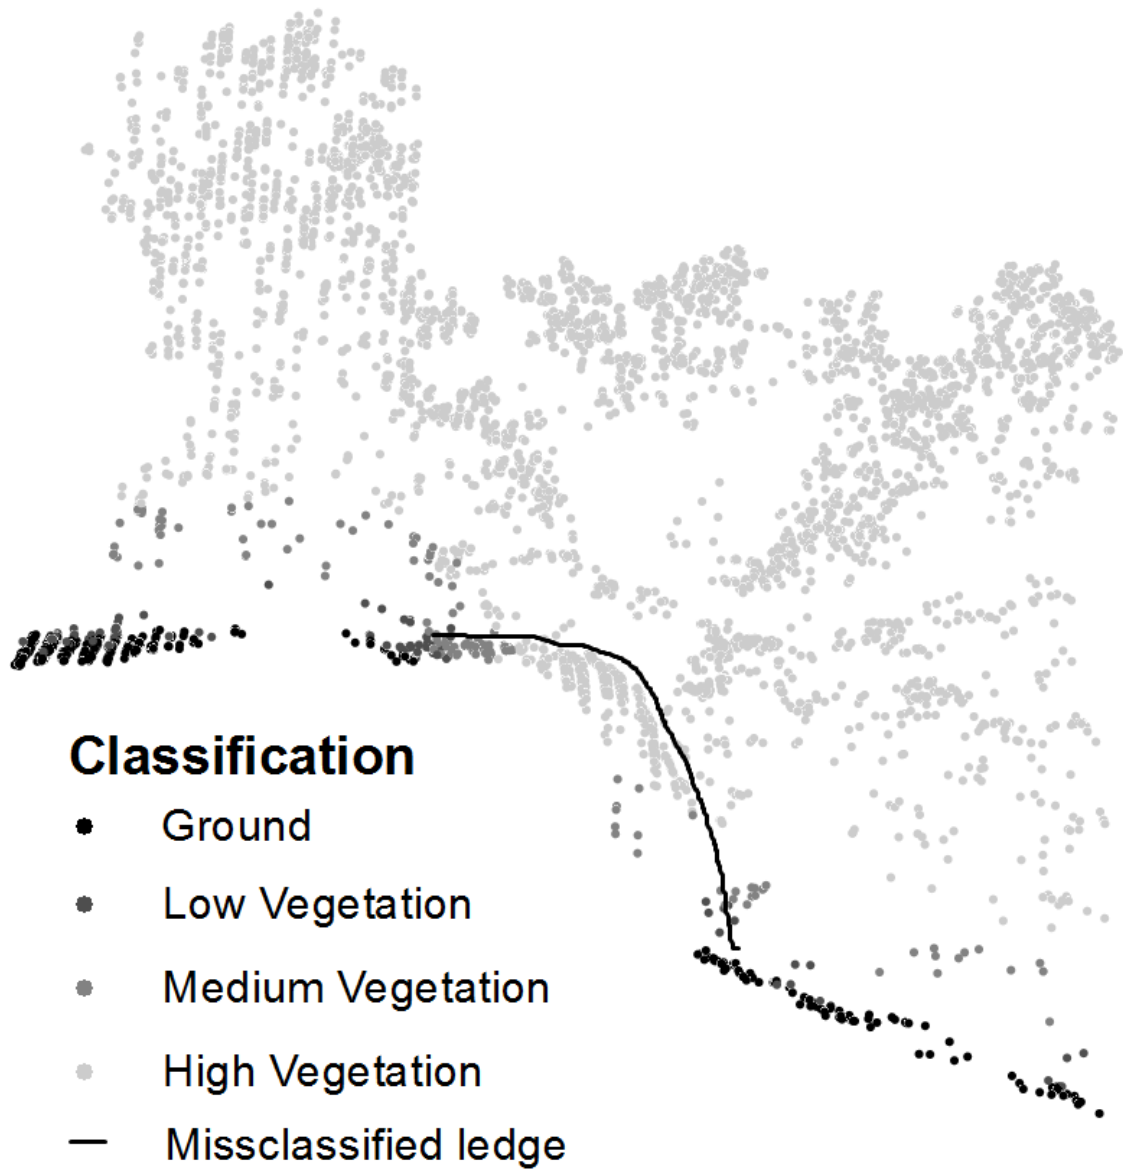 Classification
Ground
Low Vegetation
Medium Vegetation
High Vegetation
Missclassified ledge